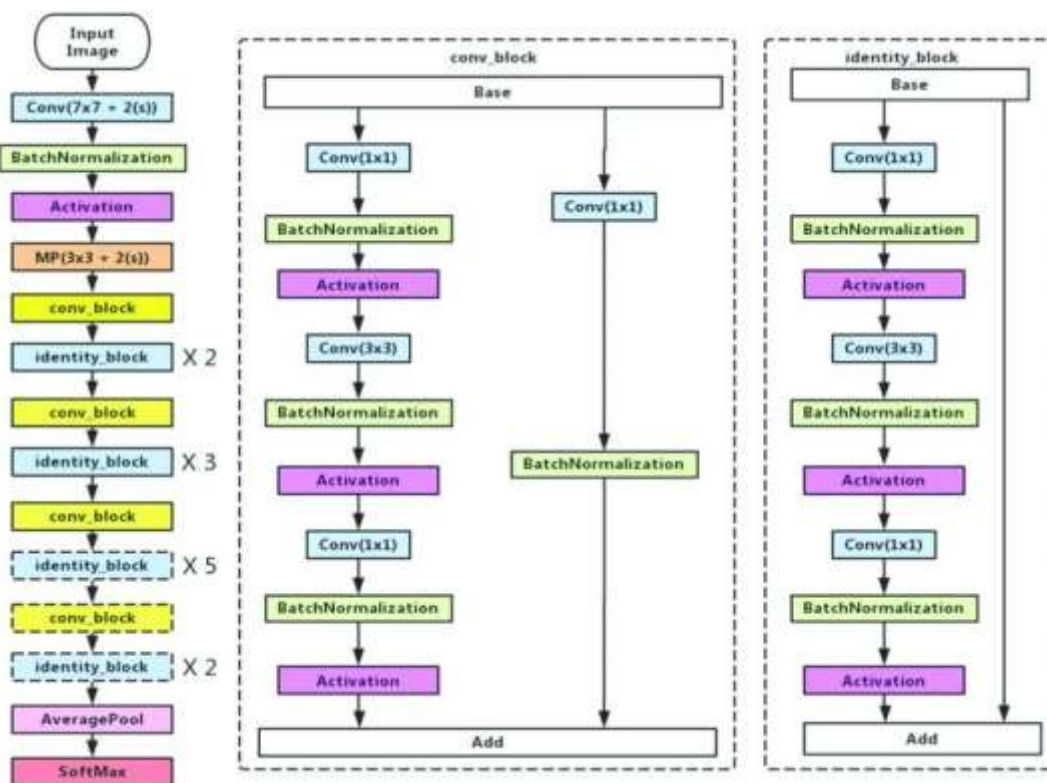 Input
Image
Conv(7x7 + 2(s))
BatchNormalization
Activation
MP(3x3 + 2(s))
conv_block
identity_block X 2
conv_block
identity_block X 3
conv_block
identity_block X 5
conv_block
identity_block X 2
AveragePool
SoftMax
conv_block
Base
Conv(1x1)
Conv(1x1)
BatchNormalization
Activation
Conv(3x3)
BatchNormalization
BatchNormalization
Activation
Conv(1x1)
BatchNormalization
Activation
Add
identity_block
Base
Conv(1x1)
BatchNormalization
Activation
Conv(3x3)
BatchNormalization
Activation
Conv(1x1)
BatchNormalization
Activation
Add